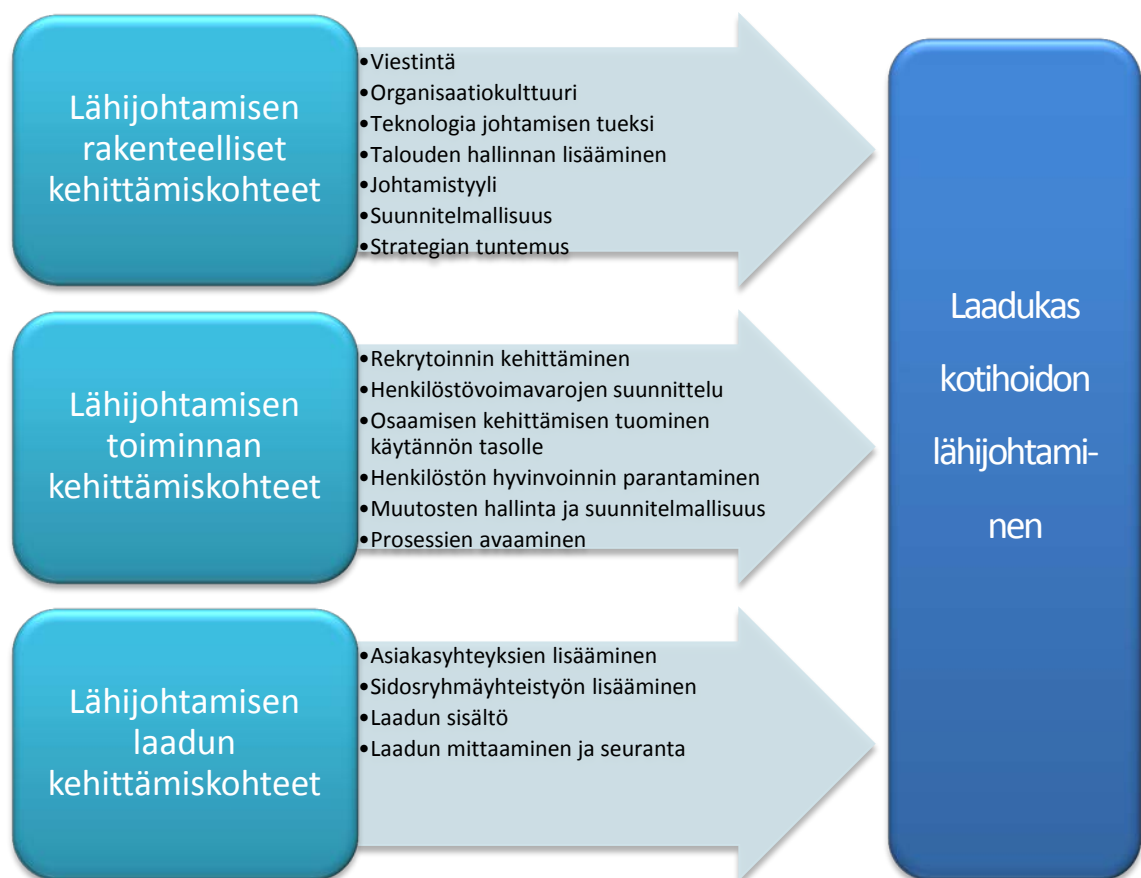 Lähijohtamisen
rakenteelliset
kehittämiskohteet
•Viestintä
•Organisaatiokulttuuri
•Teknologia johtamisen tueksi
•Talouden hallinnan lisääminen
•Johtamistyyli
•Suunnitelmallisuus
•Strategian tuntemus
Lähijohtamisen
toiminnan
kehittämiskohteet
•Rekrytoinnin kehittäminen
•Henkilöstövoimavarojen suunnittelu
•Osaamisen kehittämisen tuominen
käytännön tasolle
•Henkilöstön hyvinvoinnin parantaminen
•Muutosten hallinta ja suunnitelmallisuus
•Prosessien avaaminen
Lähijohtamisen
laadun
kehittämiskohteet
•Asiakasyhteyksien lisääminen
•Sidosryhmäyhteistyön lisääminen
•Laadun sisältö
•Laadun mittaaminen ja seuranta
Laadukas
kotihoidon
lähijohtami-
nen